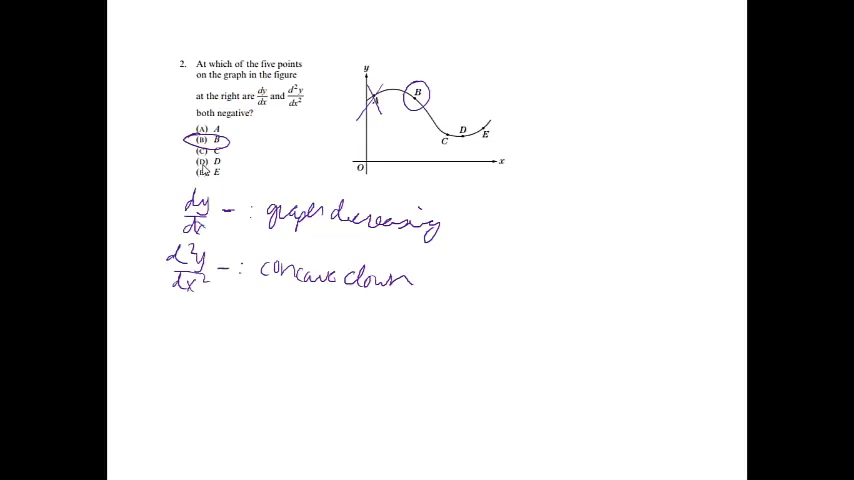 2. At which of the five points
on the graph in the figure
at the right are dy/dx and d²y/dx²
both negative?
(A) A
(B) B
(C) C
(D) D
(E) E
y
A
B
C
D
E
O
x
dy/dx - : graph decreasing
d²y/dx² - : concave down